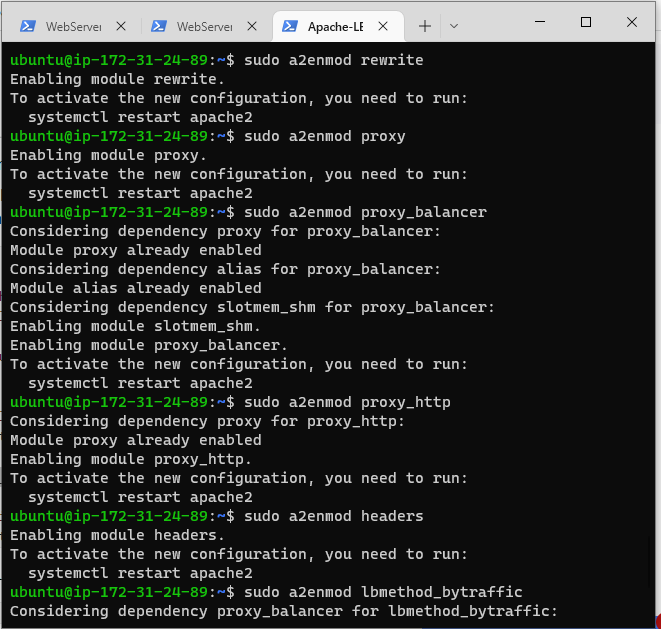 WebServer
WebServer
Apache-LE
ubuntu@ip-172-31-24-89:~$ sudo a2enmod rewrite
Enabling module rewrite.
To activate the new configuration, you need to run:
  systemctl restart apache2
ubuntu@ip-172-31-24-89:~$ sudo a2enmod proxy
Enabling module proxy.
To activate the new configuration, you need to run:
  systemctl restart apache2
ubuntu@ip-172-31-24-89:~$ sudo a2enmod proxy_balancer
Considering dependency proxy for proxy_balancer:
Module proxy already enabled
Considering dependency alias for proxy_balancer:
Module alias already enabled
Considering dependency slotmem_shm for proxy_balancer:
Enabling module slotmem_shm.
Enabling module proxy_balancer.
To activate the new configuration, you need to run:
  systemctl restart apache2
ubuntu@ip-172-31-24-89:~$ sudo a2enmod proxy_http
Considering dependency proxy for proxy_http:
Module proxy already enabled
Enabling module proxy_http.
To activate the new configuration, you need to run:
  systemctl restart apache2
ubuntu@ip-172-31-24-89:~$ sudo a2enmod headers
Enabling module headers.
To activate the new configuration, you need to run:
  systemctl restart apache2
ubuntu@ip-172-31-24-89:~$ sudo a2enmod lbmethod_bytraffic
Considering dependency proxy_balancer for lbmethod_bytraffic: